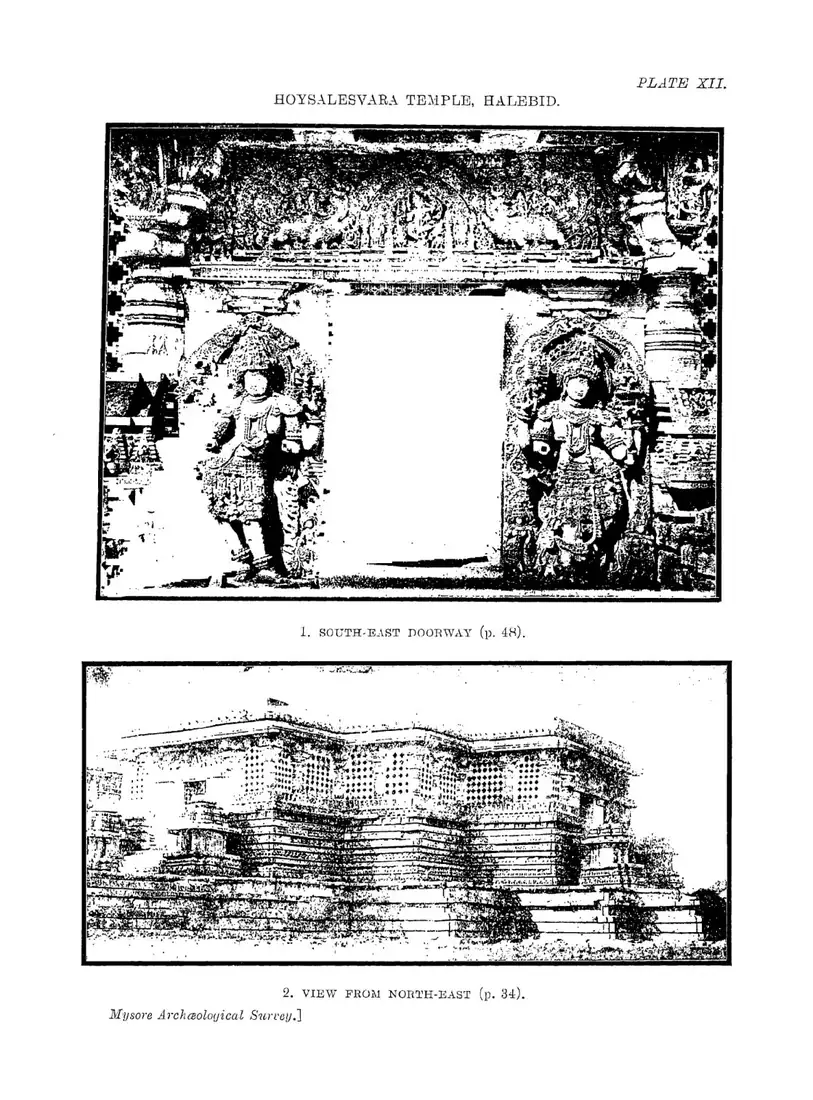 PLATE XII.
HOYSALESVARA TEMPLE, HALEBID.
1. SOUTH-EAST DOORWAY (p. 48).
2. VIEW FROM NORTH-EAST (p. 34).
Mysore Archæological Survey.]